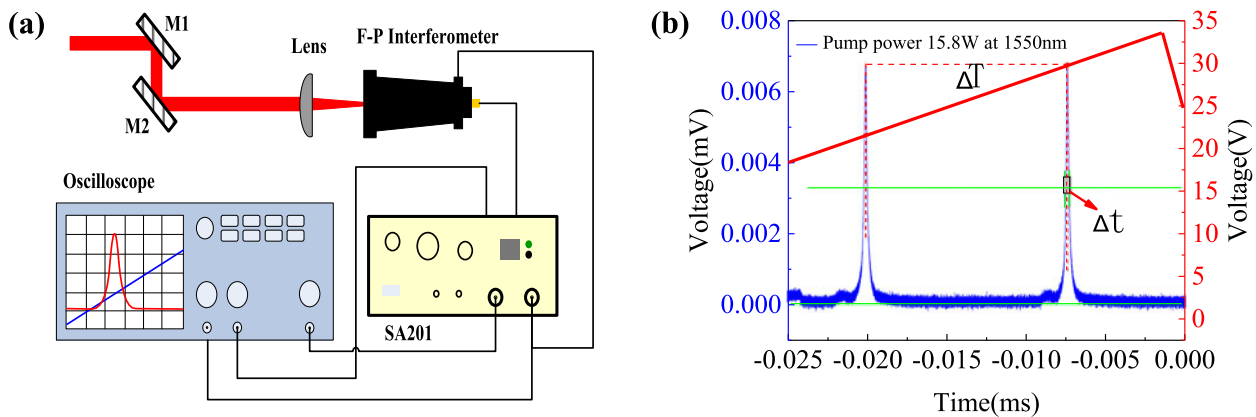 (a)
M1
M2
Lens
F-P Interferometer
Oscilloscope
SA201
(b)
Pump power 15.8W at 1550nm
ΔT
Δt
Voltage(mV)
0.008
0.006
0.004
0.002
0.000
Voltage(V)
35
30
25
20
15
10
5
0
-0.025 -0.020 -0.015 -0.010 -0.005 0.000
Time(ms)